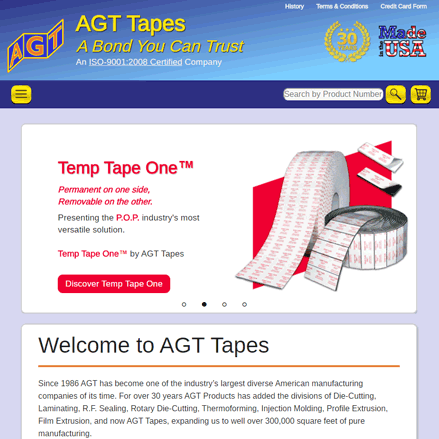 History Terms & Conditions Credit Card Form
AGT
AGT Tapes
A Bond You Can Trust
An ISO-9001:2008 Certified Company
30
Made
in the
USA
Search by Product Number
Temp Tape One™
Permanent on one side,
Removable on the other.
Presenting the P.O.P. industry's most
versatile solution.
Temp Tape One™ by AGT Tapes
Discover Temp Tape One
Welcome to AGT Tapes
Since 1986 AGT has become one of the industry's largest diverse American manufacturing
companies of its time. For over 30 years AGT Products has added the divisions of Die-Cutting,
Laminating, R.F. Sealing, Rotary Die-Cutting, Thermoforming, Injection Molding, Profile Extrusion,
Film Extrusion, and now AGT Tapes, expanding us to well over 300,000 square feet of pure
manufacturing.